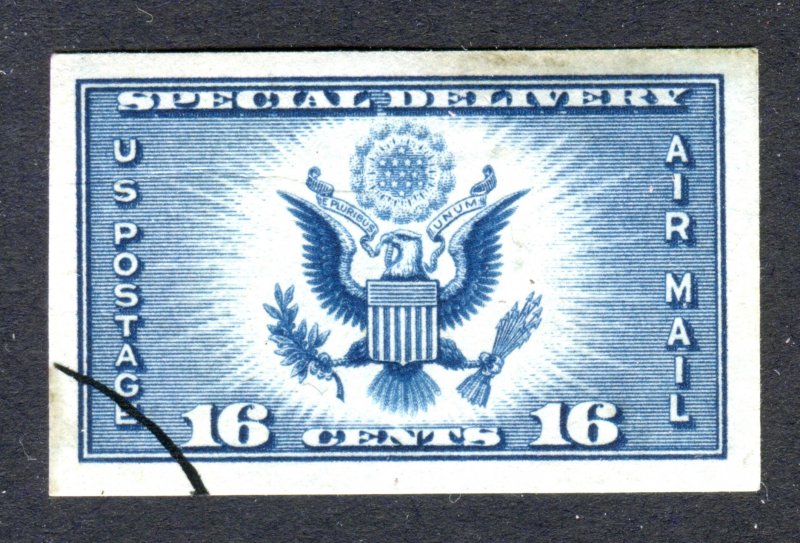 SPECIAL DELIVERY
US POSTAGE
E PLURIBUS UNUM
AIR MAIL
16 CENTS 16